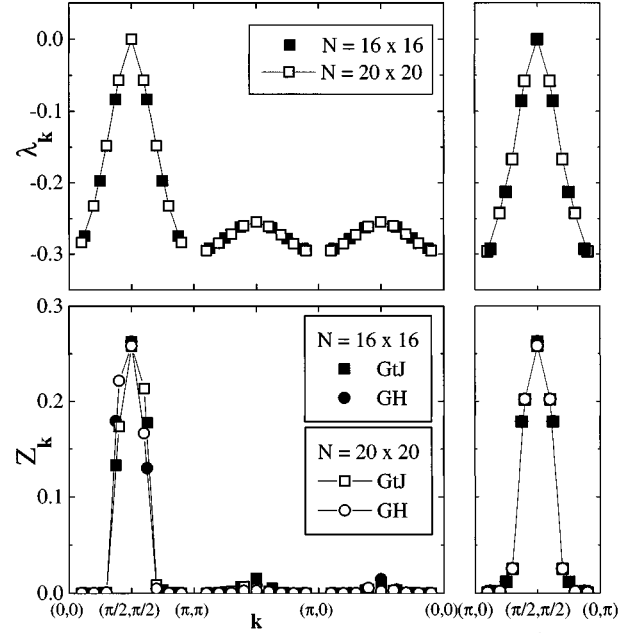 λk
0.0
-0.1
-0.2
-0.3
N = 16 x 16
N = 20 x 20
Zk
0.3
0.2
0.1
0.0
N = 16 x 16
GtJ
GH
N = 20 x 20
GtJ
GH
(0,0)
(π/2,π/2)
(π,π)
k
(π,0)
(0,0)
(π,0)
(π/2,π/2)
(0,π)